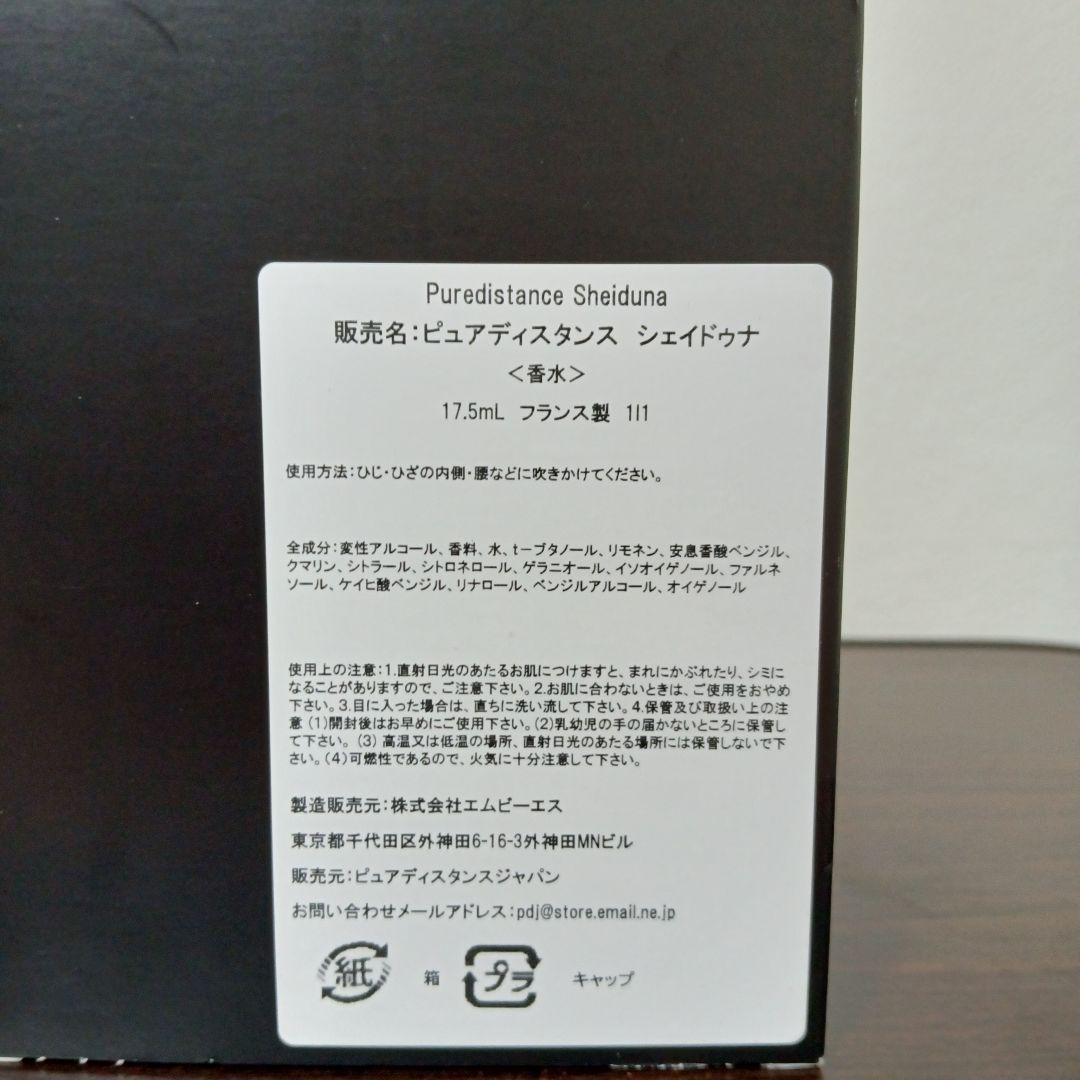 Puredistance Sheiduna
販売名:ピュアディスタンス シェイドゥナ
<香水>
17.5mL フランス製 1l1
使用方法:ひじ・ひざの内側・腰などに吹きかけてください。
全成分:変性アルコール、香料、水、t-ブタノール、リモネン、安息香酸ベンジル、
クマリン、シトラール、シトロネロール、ゲラニオール、イソオイゲノール、ファルネ
ソール、ケイヒ酸ベンジル、リナロール、ベンジルアルコール、オイゲノール
使用上の注意:1.直射日光のあたるお肌につけますと、まれにかぶれたり、シミに
なることがありますので、ご注意下さい。2.お肌に合わないときは、ご使用をおやめ
下さい。3.目に入った場合は、直ちに洗い流して下さい。4.保管及び取扱い上の注
意 (1)開封後はお早めにご使用下さい。(2)乳幼児の手の届かないところに保管し
て下さい。 (3) 高温又は低温の場所、直射日光のあたる場所には保管しないで下
さい。(4)可燃性であるので、火気に十分注意して下さい。
製造販売元:株式会社エムビーエス
東京都千代田区外神田6-16-3外神田MNビル
販売元:ピュアディスタンスジャパン
お問い合わせメールアドレス:pdj@store.email.ne.jp
紙 箱 プラ キャップ